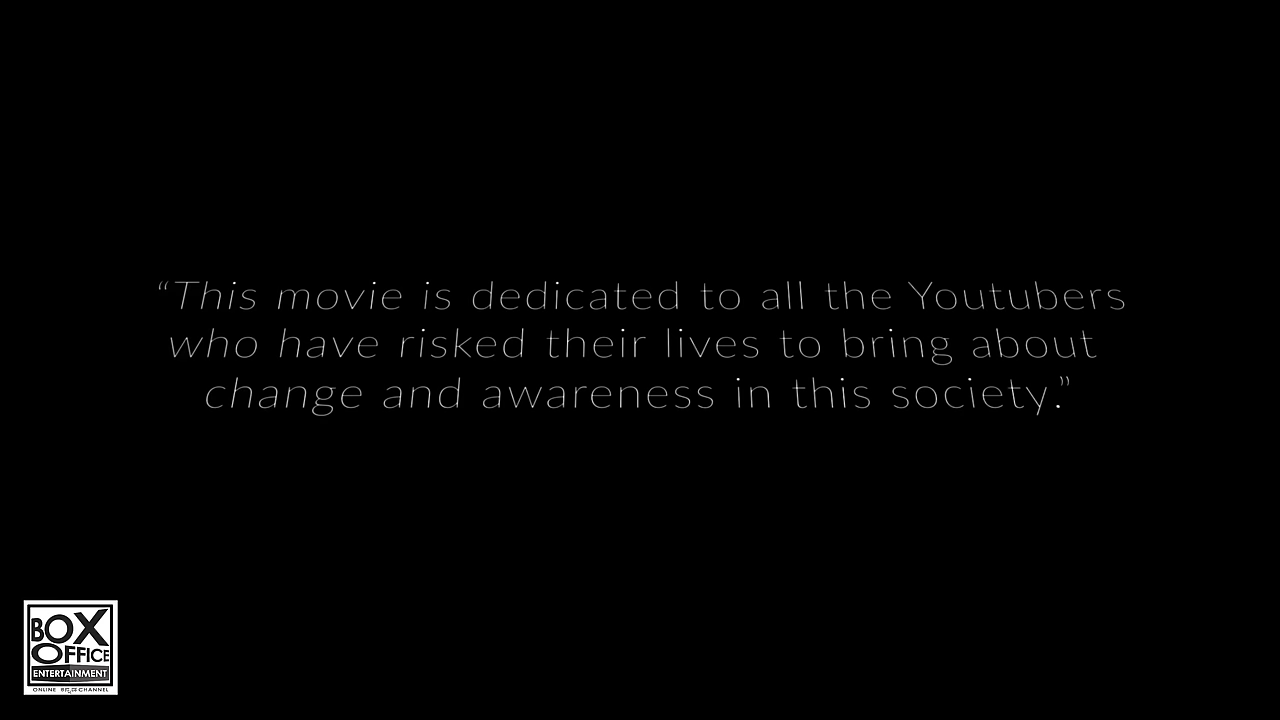 “This movie is dedicated to all the Youtubers
who have risked their lives to bring about
change and awareness in this society.”
BOX
OFFICE
ENTERTAINMENT
ONLINE CHANNEL